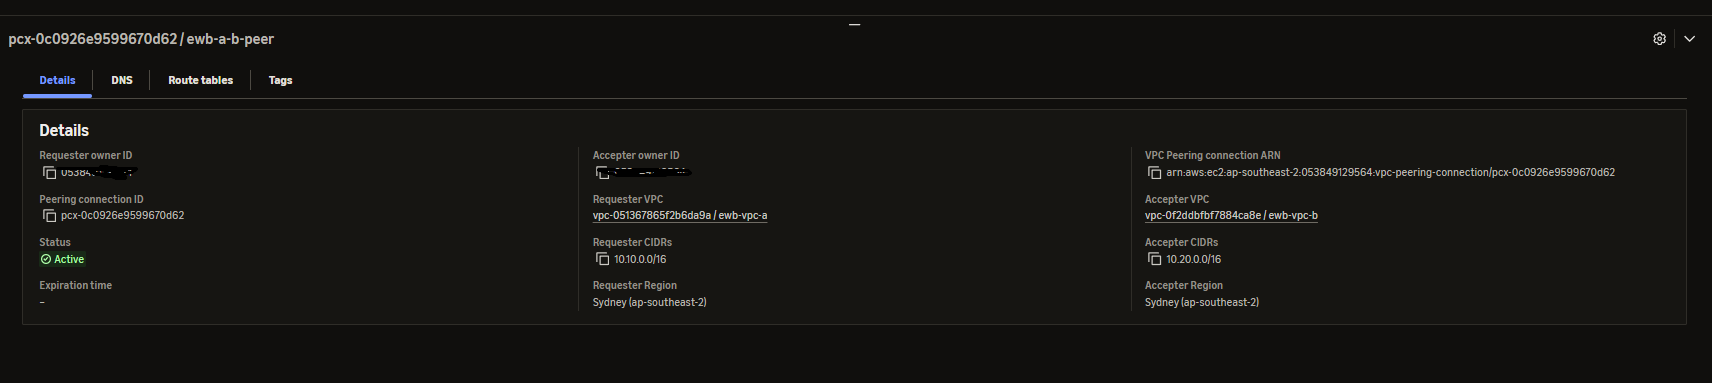 pcx-0c0926e9599670d62 / ewb-a-b-peer
Details
DNS
Route tables
Tags
Details
Requester owner ID
Accepter owner ID
VPC Peering connection ARN
arn:aws:ec2:ap-southeast-2:053849129564:vpc-peering-connection/pcx-0c0926e9599670d62
Peering connection ID
pcx-0c0926e9599670d62
Requester VPC
vpc-051367865f2b6da9a / ewb-vpc-a
Accepter VPC
vpc-0f2ddbfbf7884ca8e / ewb-vpc-b
Status
Active
Requester CIDRs
10.10.0.0/16
Accepter CIDRs
10.20.0.0/16
Expiration time
–
Requester Region
Sydney (ap-southeast-2)
Accepter Region
Sydney (ap-southeast-2)